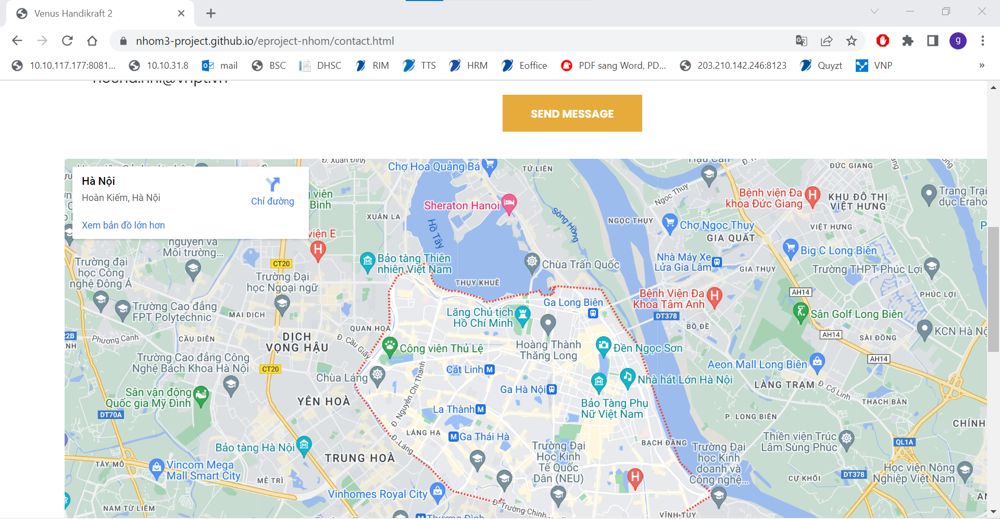 Venus Handikraft 2
nhom3-project.github.io/eproject-nhom/contact.html
g
10.10.117.177:8081...
10.10.31.8
mail
BSC
DHSC
RIM
TTS
HRM
Eoffice
PDF sang Word, PD...
203.210.142.246:8123
Quyzt
VNP
»
SEND MESSAGE
Hà Nội
Hoàn Kiếm, Hà Nội
Chỉ đường
Xem bản đồ lớn hơn
Đ. Xuân Đỉnh
Chợ Hoa Quảng Bá
TỨ LIÊN
ĐỨC GIANG
viên
Bình
XUÂN LA
Sheraton Hanoi
Hồ Tây
Sông Hồng
Ngọc Thụy
NGỌC THỤY
Bệnh viện Đa
khoa Đức Giang
KHU ĐÔ THỊ
VIỆT HƯNG
Trang Trại
dục Eraho
Chợ Ngọc Thụy
GIA QUẤT
VIỆT HƯNG
viện E
nguyên và
Môi trường...
Trường đại
học Công
nghệ Đông Á
CT20
Trường Đại
học Ngoại ngữ
Bảo tàng Thiên
nhiên Việt Nam
Chùa Trấn Quốc
THỤY KHUÊ
Nhà Máy Xe
Lửa Gia Lâm
GIA THỤY
Big C Long Biên
Trường THPT Phúc Lợi
Trường Cao đẳng
FPT Polytechnic
MAI DỊCH
Ga Long Biên
Bệnh Viện Đa
Khoa Tâm Anh
DT378
AH14
PHÚC LỢI
Lăng Chủ tịch
Hồ Chí Minh
Sân Golf Long Biên
BỒ ĐỀ
22B
NH
Phương Canh
CẦU DIỄN
DỊCH
VỌNG HẬU
QUAN HOA
Đ. Cầu Giấy
Công viên Thủ Lệ
Hoàng Thành
Thăng Long
Đền Ngọc Sơn
AH14
SÀI ĐỒNG
KCN Hà Nộ
Trường Cao đẳng Công
Nghệ Bách Khoa Hà Nội
CT20
Chùa Láng
Đ. Nguyễn Chí Thanh
Cát Linh
M
Aeon Mall Long Biên
AH14
Sân vận động
Quốc gia Mỹ Đình
DT70A
YÊN HOÀ
Ga Hà Nội
Nhà hát Lớn Hà Nội
LÀNG TRẠM
Đ. Cổ Linh
THẠCH BÀN
La Thành
M
Bảo Tàng Phụ
Nữ Việt Nam
P. LONG BIÊN
CHÍNH
LÁNG HẠ
Đ. Láng
M
Ga Thái Hà
Bảo tàng Hà Nội
TRUNG HOÀ
Trường Đại
Học Kinh
Tế Quốc
Dân (NEU)
BẠCH ĐẰNG
Trường Đại
học Kinh
doanh và
Công nghệ...
Thiền viện Trúc
Lâm Sùng Phúc
QL1A
TÂY MỖ
Vincom Mega
Mall Smart City
MỄ TRÌ
Vinhomes Royal City
CỰ KHỐI
DT378
Học viện Nông
Nghiệp Việt Nam
NAM TỪ LIÊM
Đ. Trường Chinh
VĨNH TUY